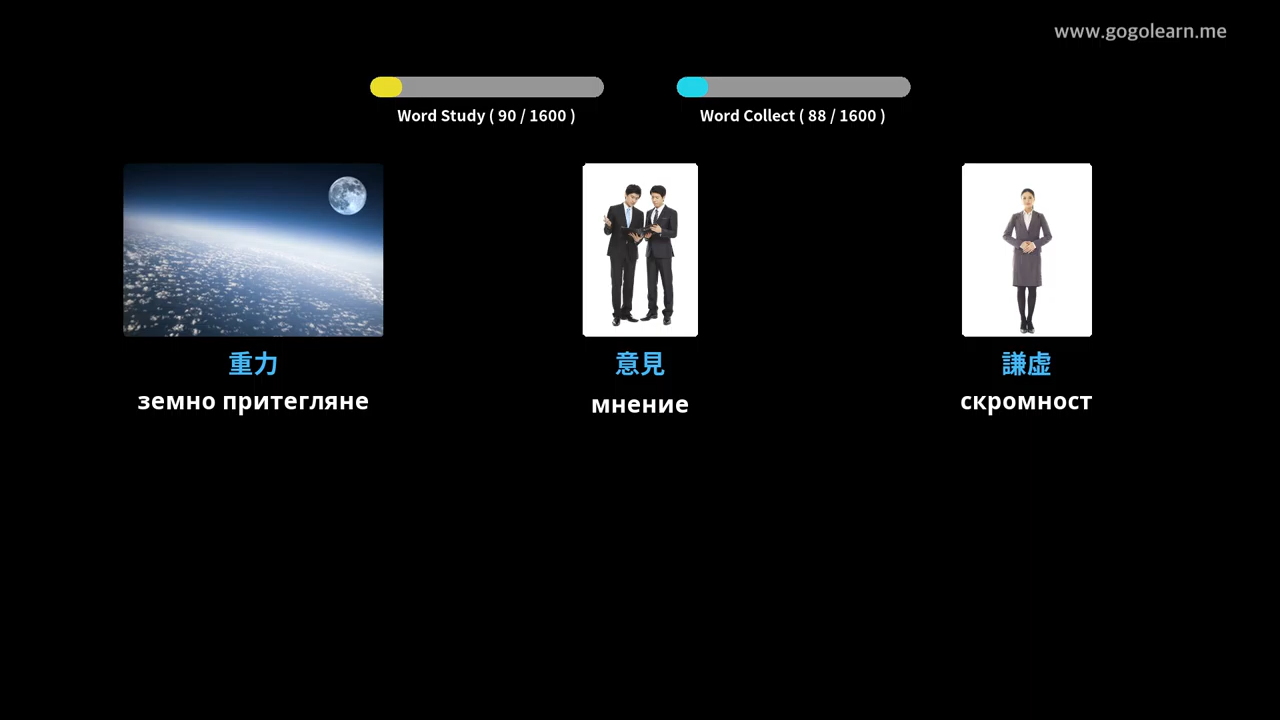 www.gogolearn.me
Word Study ( 90 / 1600 )
Word Collect ( 88 / 1600 )
重力
意見
謙虚
земно притегляне
мнение
скромност